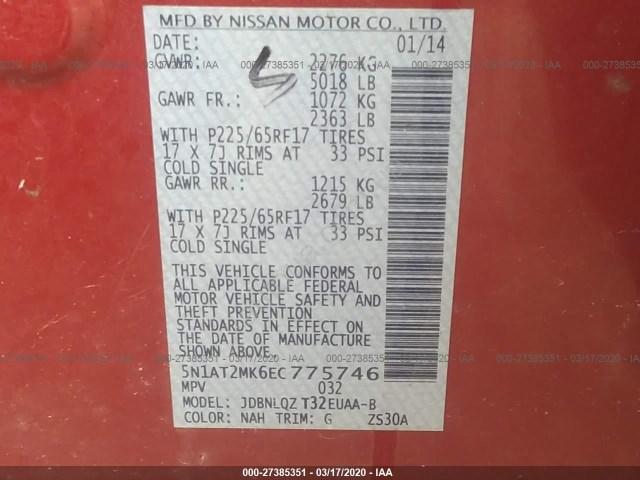 MFD BY NISSAN MOTOR CO., LTD.
DATE: 01/14
GVWR: 2276 KG
5018 LB
GAWR FR.: 1072 KG
2363 LB
WITH P225/65RF17 TIRES
17 X 7J RIMS AT 33 PSI
COLD SINGLE
GAWR RR.: 1215 KG
2679 LB
WITH P225/65RF17 TIRES
17 X 7J RIMS AT 33 PSI
COLD SINGLE
THIS VEHICLE CONFORMS TO
ALL APPLICABLE FEDERAL
MOTOR VEHICLE SAFETY AND
THEFT PREVENTION
STANDARDS IN EFFECT ON
THE DATE OF MANUFACTURE
SHOWN ABOVE.
5N1AT2MK6EC775746
MPV 032
MODEL: JDBNLQZ T32EUAA-B
COLOR: NAH TRIM: G ZS30A
000-27385351 - 03/17/2020 - IAA